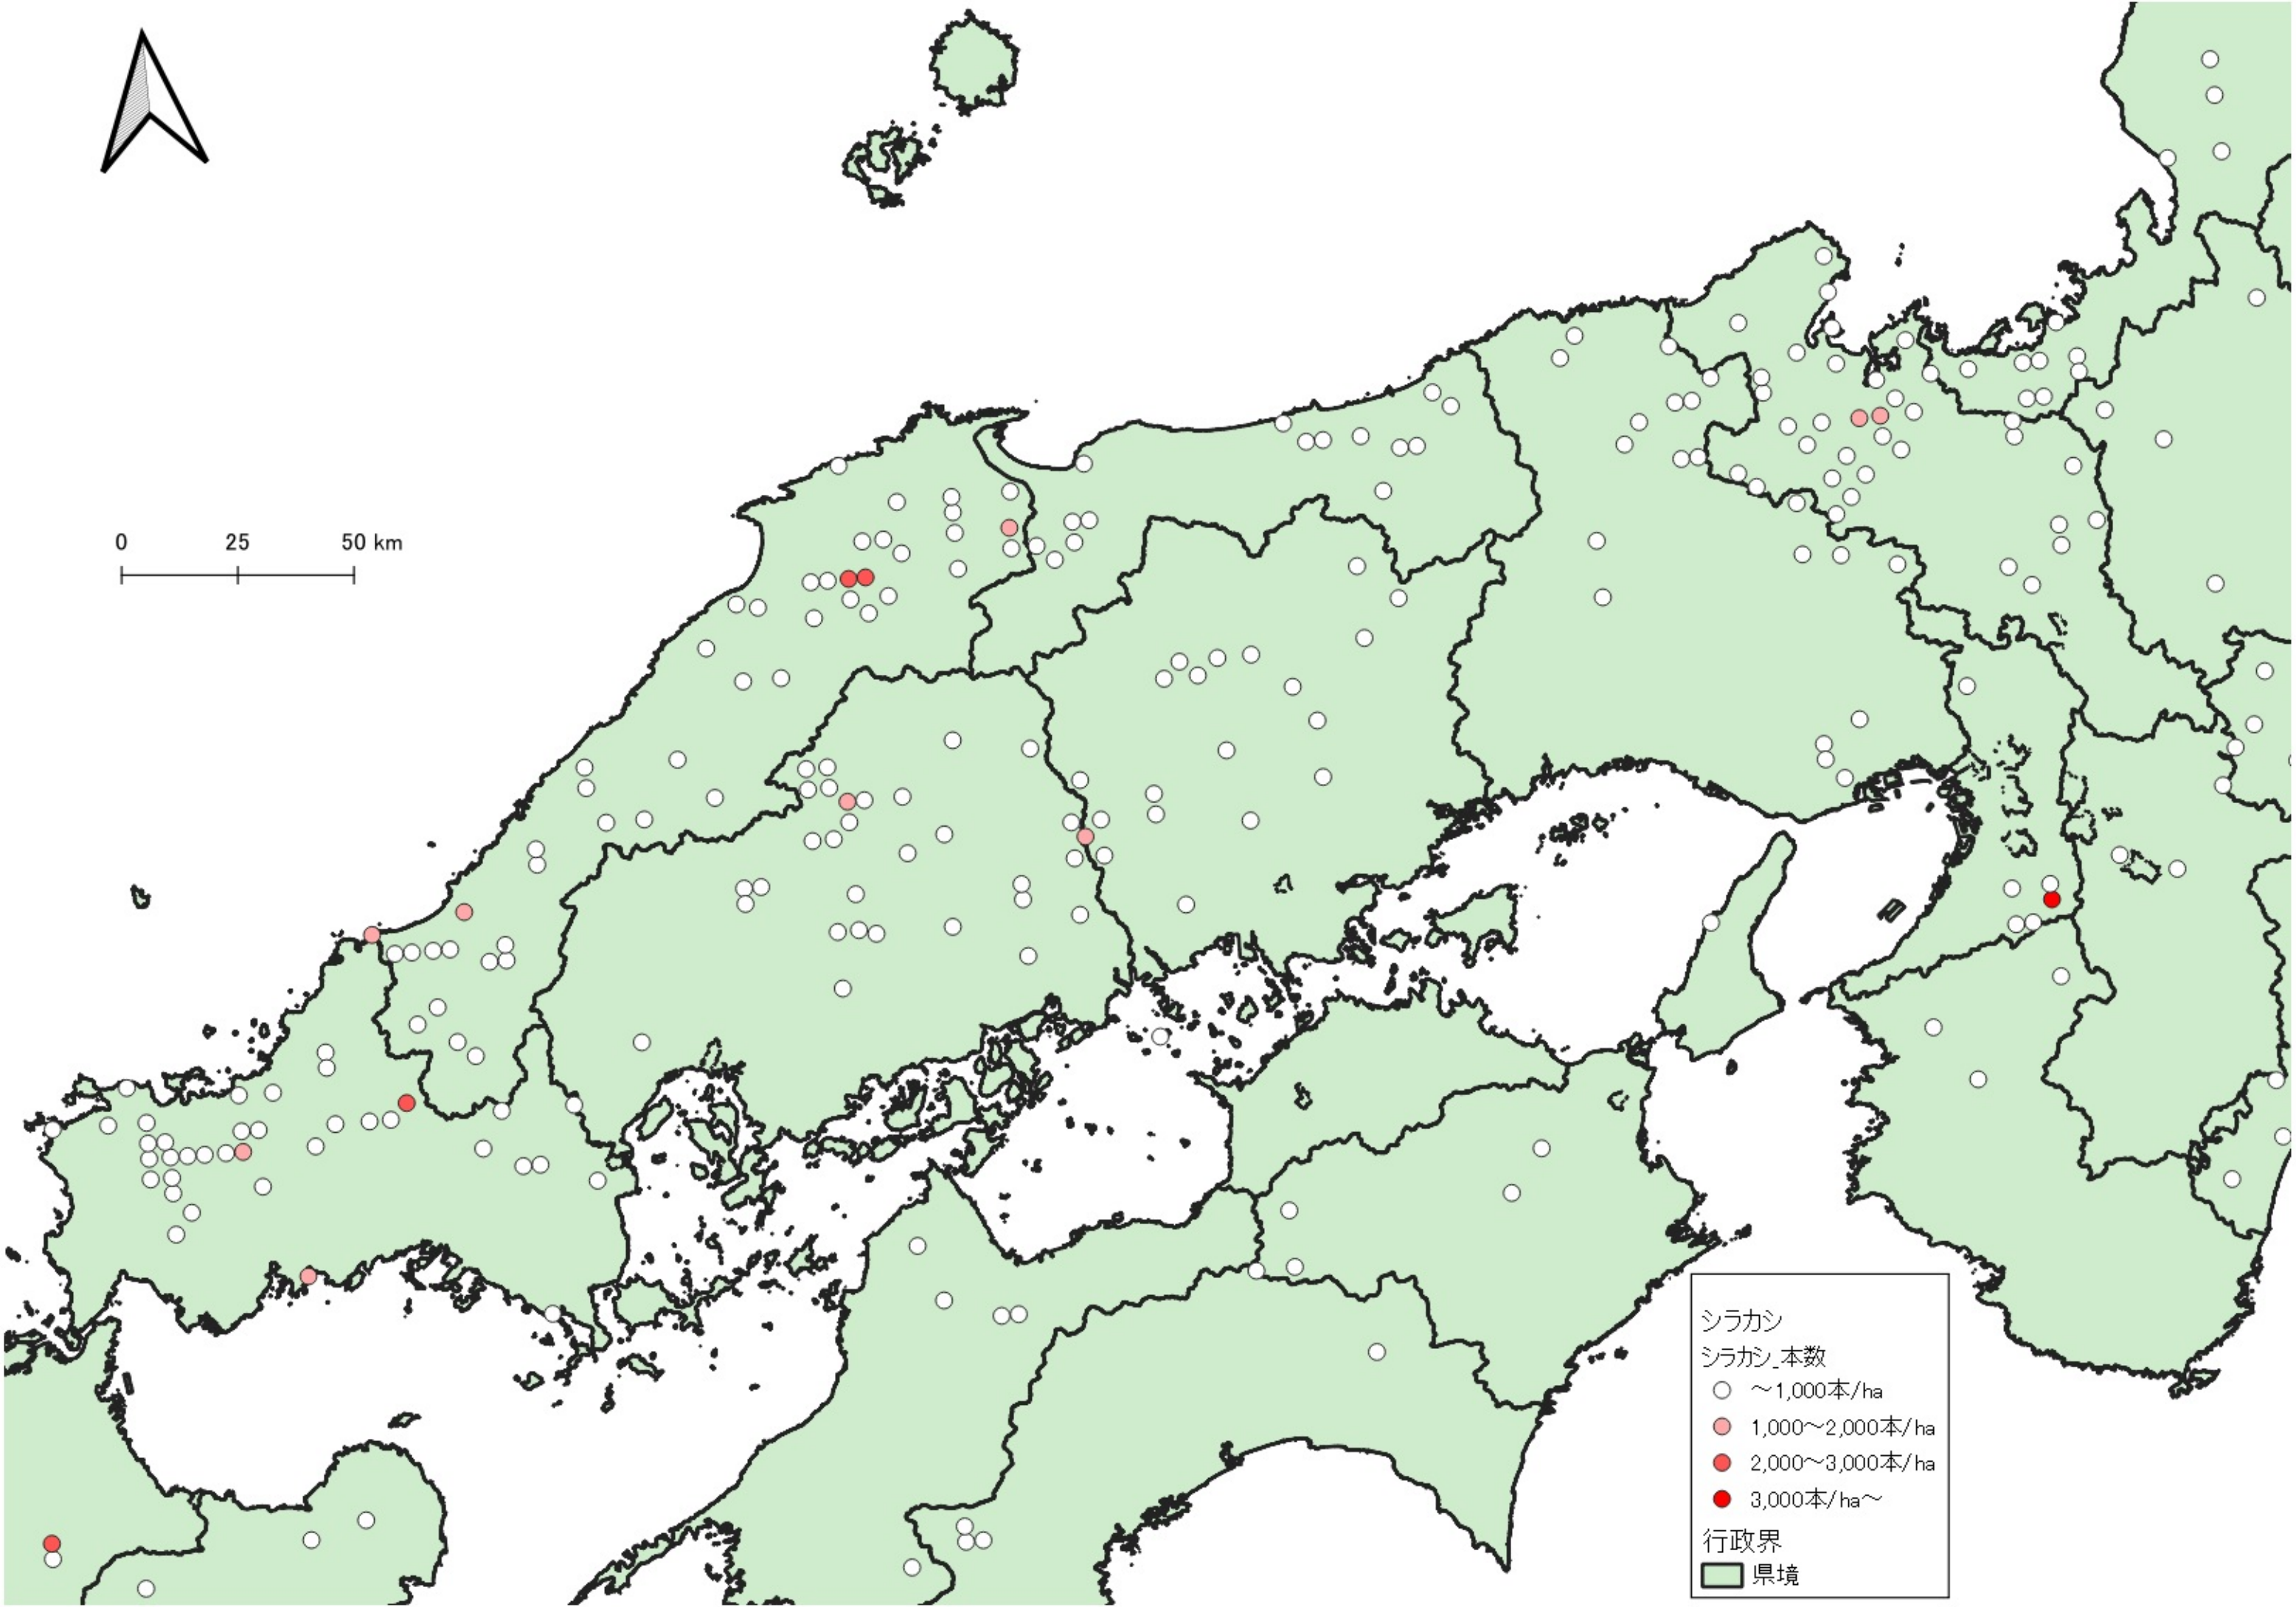 0 25 50 km
シラカシ
シラカシ_本数
～1,000本/ha
1,000～2,000本/ha
2,000～3,000本/ha
3,000本/ha～
行政界
県境